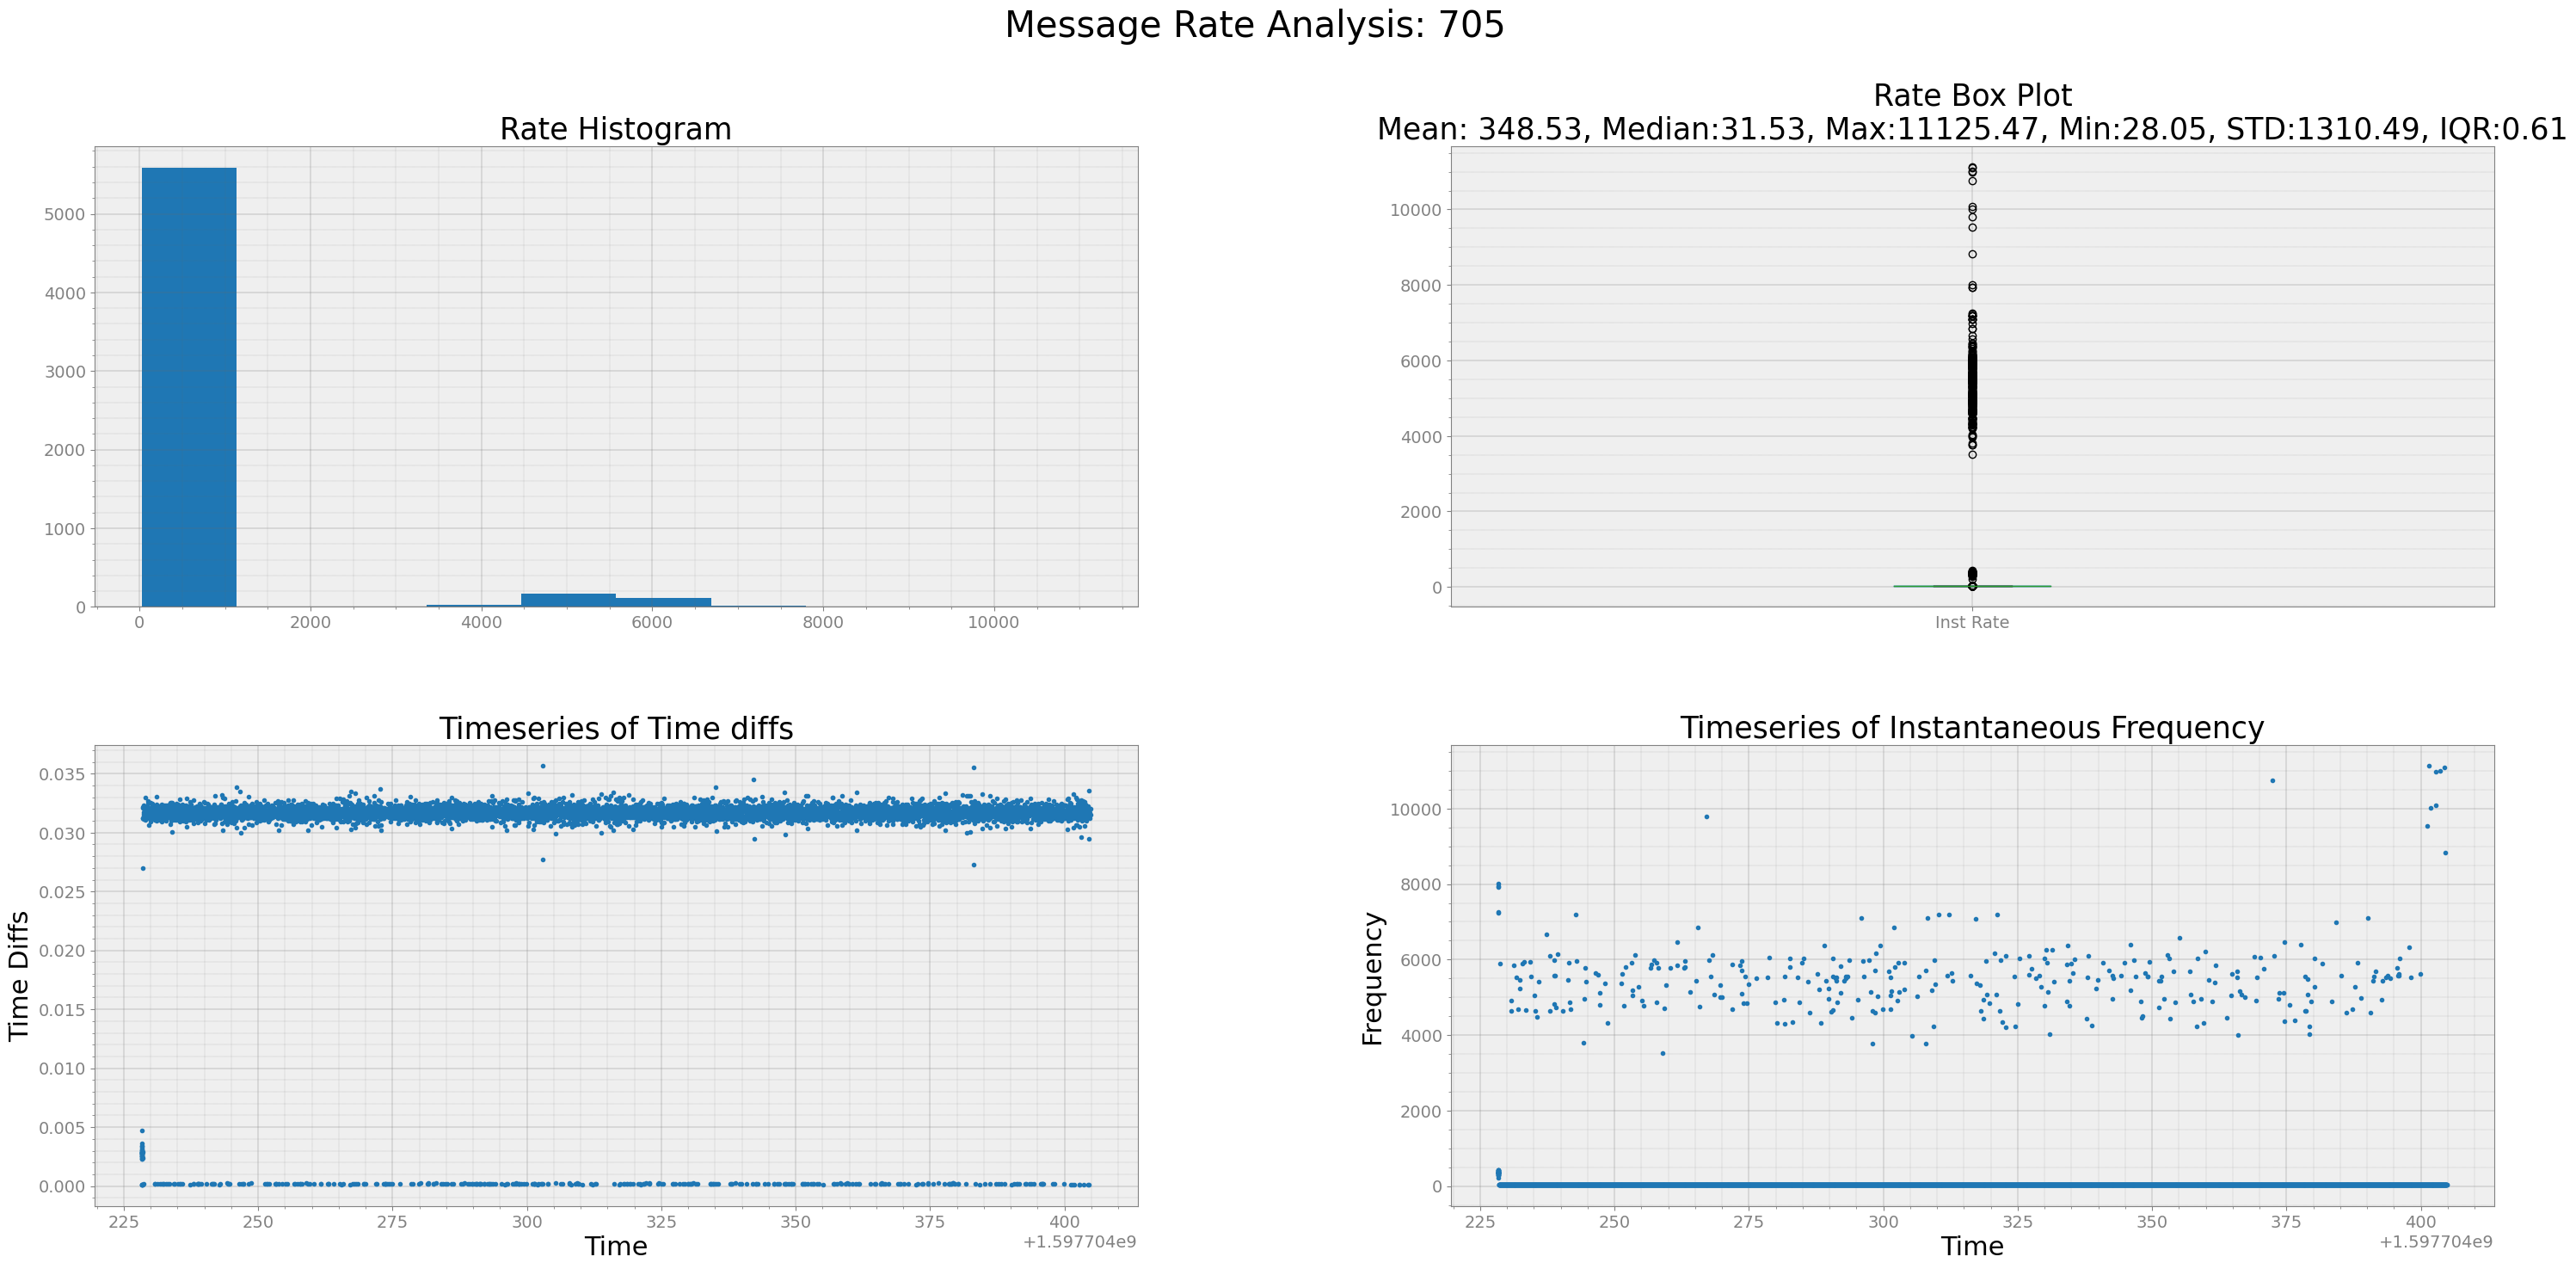 Message Rate Analysis: 705
Rate Histogram
5000
4000
3000
2000
1000
0
0 2000 4000 6000 8000 10000
Rate Box Plot
Mean: 348.53, Median:31.53, Max:11125.47, Min:28.05, STD:1310.49, IQR:0.61
10000
8000
6000
4000
2000
0
Inst Rate
Timeseries of Time diffs
Time Diffs
0.035
0.030
0.025
0.020
0.015
0.010
0.005
0.000
225 250 275 300 325 350 375 400
+1.597704e9
Time
Timeseries of Instantaneous Frequency
Frequency
10000
8000
6000
4000
2000
0
225 250 275 300 325 350 375 400
+1.597704e9
Time